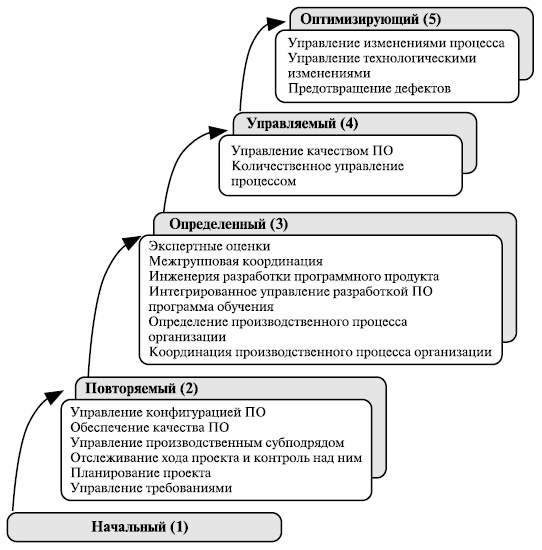 Оптимизирующий (5)
Управление изменениями процесса
Управление технологическими
изменениями
Предотвращение дефектов
Управляемый (4)
Управление качеством ПО
Количественное управление
процессом
Определенный (3)
Экспертные оценки
Межгрупповая координация
Инженерия разработки программного продукта
Интегрированное управление разработкой ПО
программа обучения
Определение производственного процесса
организации
Координация производственного процесса организации
Повторяемый (2)
Управление конфигурацией ПО
Обеспечение качества ПО
Управление производственным субподрядом
Отслеживание хода проекта и контроль над ним
Планирование проекта
Управление требованиями
Начальный (1)